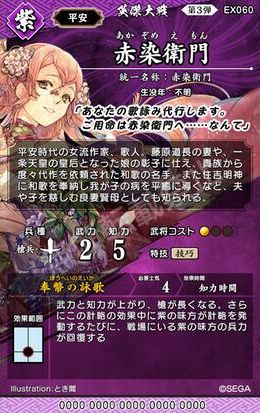 紫
平安
英傑大戦
第3弾
EX060
あかぞめえもん
赤染衛門
統一名称：赤染衛門
生没年：不明
「あなたの歌詠み代行します。
ご用命は赤染衛門へ……なんて」
平安時代の女流作家、歌人。藤原道長の妻や、一
条天皇の皇后となった娘の彰子に仕え、貴族から
度々代作を依頼された和歌の名手。また住吉明神
に和歌を奉納し我が子の病を平癒に導くなど、夫
や子を慈しむ良妻賢母としても知られる。
兵種
武力
知力
武将コスト
槍兵
2
5
特技
技巧
ほうへいのえいか
奉幣の詠歌
必要士気
4
効果時間
知力時間
効果範囲
武力と知力が上がり、槍が長くなる。さら
にこの計略の効果中に紫の味方が計略を発
動するたびに、戦場にいる紫の味方の兵力
が回復する
Illustration:とき間
©SEGA
0000 0000 0000 0000 0000